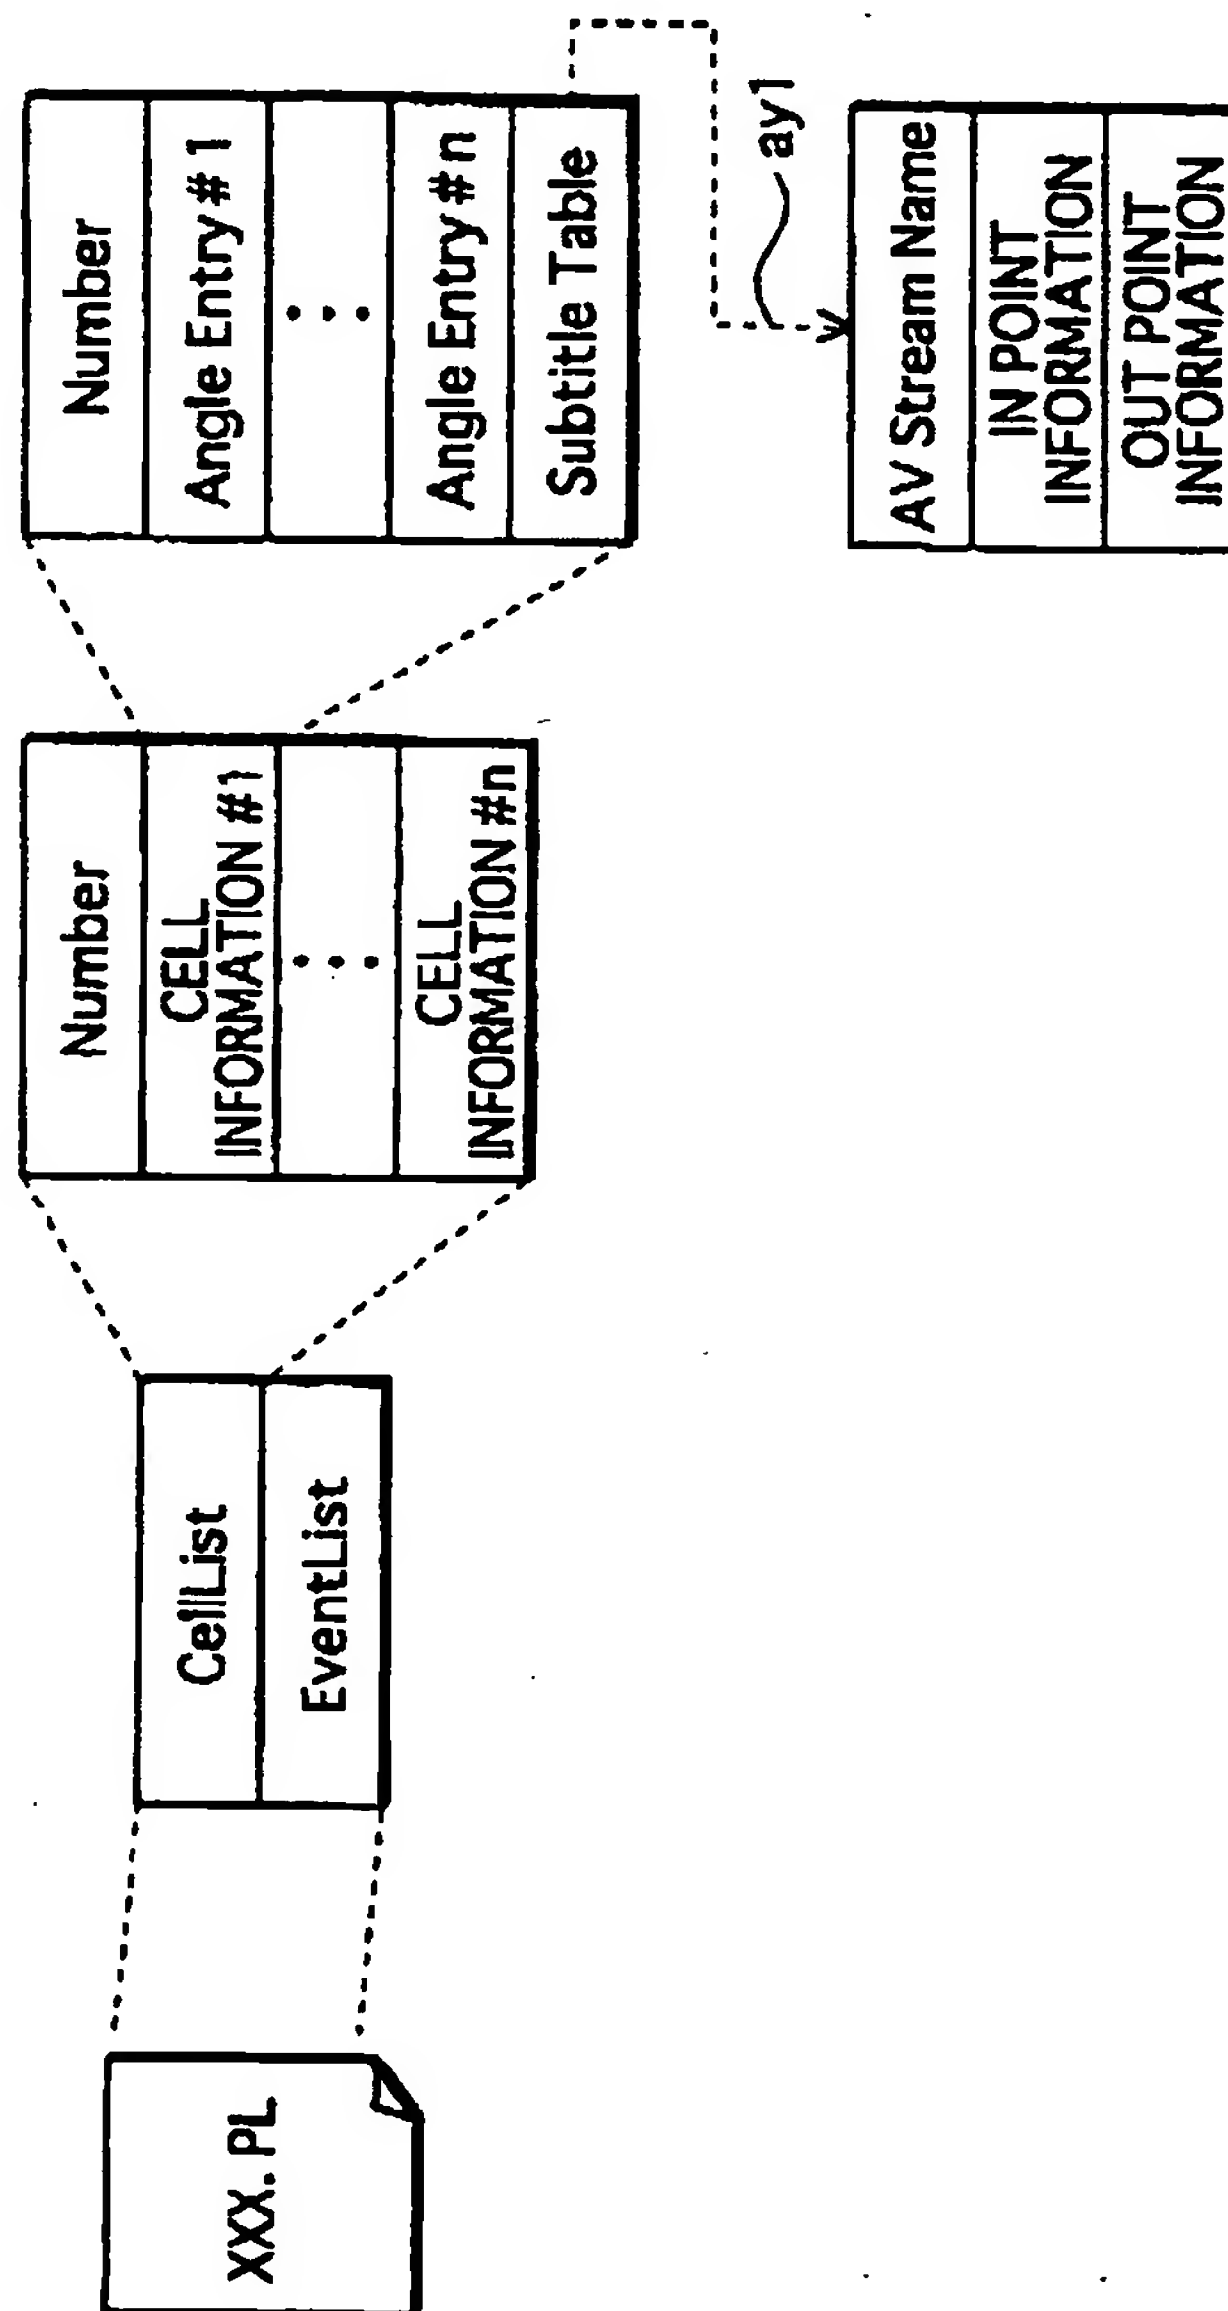 XXX. PL
CellList
EventList
Number
CELL
INFORMATION #1
...
CELL
INFORMATION #n
Number
Angle Entry # 1
...
Angle Entry # n
Subtitle Table
ay1
AV Stream Name
IN POINT
INFORMATION
OUT POINT
INFORMATION